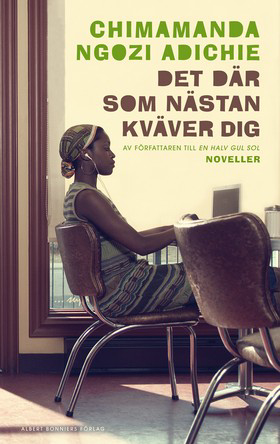 CHIMAMANDA
NGOZI ADICHIE
DET DÄR
SOM NÄSTAN
KVÄVER DIG
AV FÖRFATTAREN TILL EN HALV GUL SOL
NOVELLER
ALBERT BONNIERS FÖRLAG